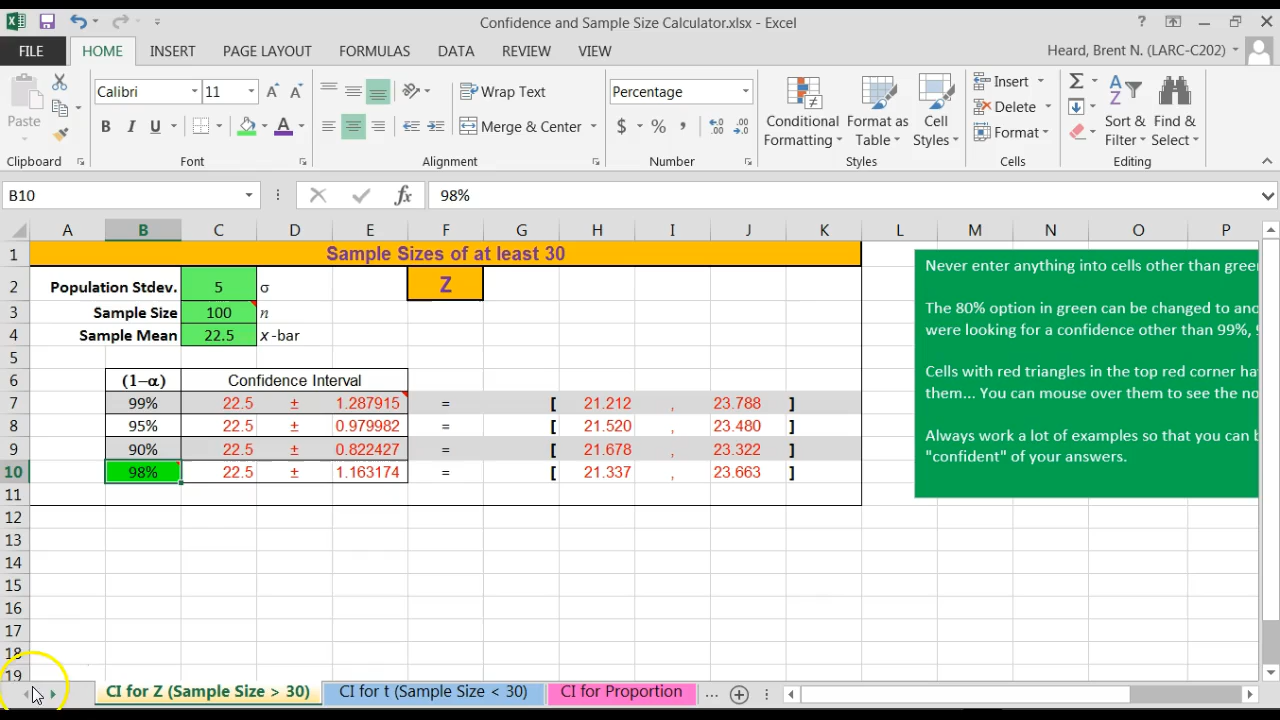 Confidence and Sample Size Calculator.xlsx - Excel
?
FILE HOME INSERT PAGE LAYOUT FORMULAS DATA REVIEW VIEW Heard, Brent N. (LARC-C202)
Paste
Calibri 11 A A
Wrap Text
Percentage
Conditional Formatting
Format as Table
Cell Styles
Insert
Delete
Format
Sort & Filter
Find & Select
B I U A
Merge & Center
$ % ,
Clipboard Font Alignment Number Styles Cells Editing
B10 fx 98%
A B C D E F G H I J K L M N O P
1 Sample Sizes of at least 30
2 Population Stdev. 5 σ Z
3 Sample Size 100 n
4 Sample Mean 22.5 x -bar
5
6 (1−α) Confidence Interval
7 99% 22.5 ± 1.287915 = [ 21.212 , 23.788 ]
8 95% 22.5 ± 0.979982 = [ 21.520 , 23.480 ]
9 90% 22.5 ± 0.822427 = [ 21.678 , 23.322 ]
10 98% 22.5 ± 1.163174 = [ 21.337 , 23.663 ]
11
12
13
14
15
16
17
18
19
Never enter anything into cells other than green
The 80% option in green can be changed to ano
were looking for a confidence other than 99%, 9
Cells with red triangles in the top red corner ha
them... You can mouse over them to see the no
Always work a lot of examples so that you can b
"confident" of your answers.
CI for Z (Sample Size > 30) CI for t (Sample Size < 30) CI for Proportion ...